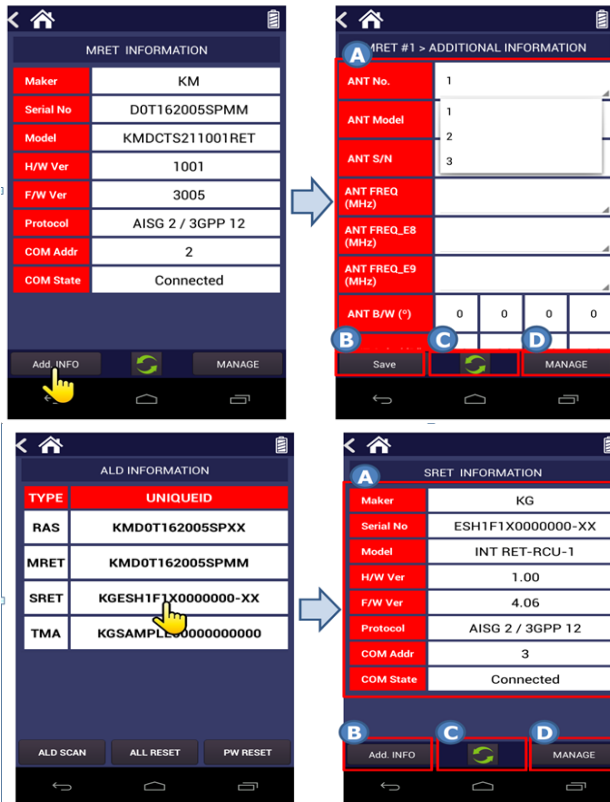 MRET INFORMATION
Maker KM
Serial No D0T162005SPMM
Model KMDCTS211001RET
H/W Ver 1001
F/W Ver 3005
Protocol AISG 2 / 3GPP 12
COM Addr 2
COM State Connected
Add. INFO MANAGE
A
MRET #1 > ADDITIONAL INFORMATION
ANT No. 1
1
ANT Model
2
ANT S/N 3
ANT FREQ
(MHz)
ANT FREQ_E8
(MHz)
ANT FREQ_E9
(MHz)
ANT B/W (º) 0 0 0 0
B C D
Save MANAGE
ALD INFORMATION
TYPE UNIQUEID
RAS KMD0T162005SPXX
MRET KMD0T162005SPMM
SRET KGESH1F1X0000000-XX
TMA KGSAMPLE00000000000
ALD SCAN ALL RESET PW RESET
A
SRET INFORMATION
Maker KG
Serial No ESH1F1X0000000-XX
Model INT RET-RCU-1
H/W Ver 1.00
F/W Ver 4.06
Protocol AISG 2 / 3GPP 12
COM Addr 3
COM State Connected
B C D
Add. INFO MANAGE